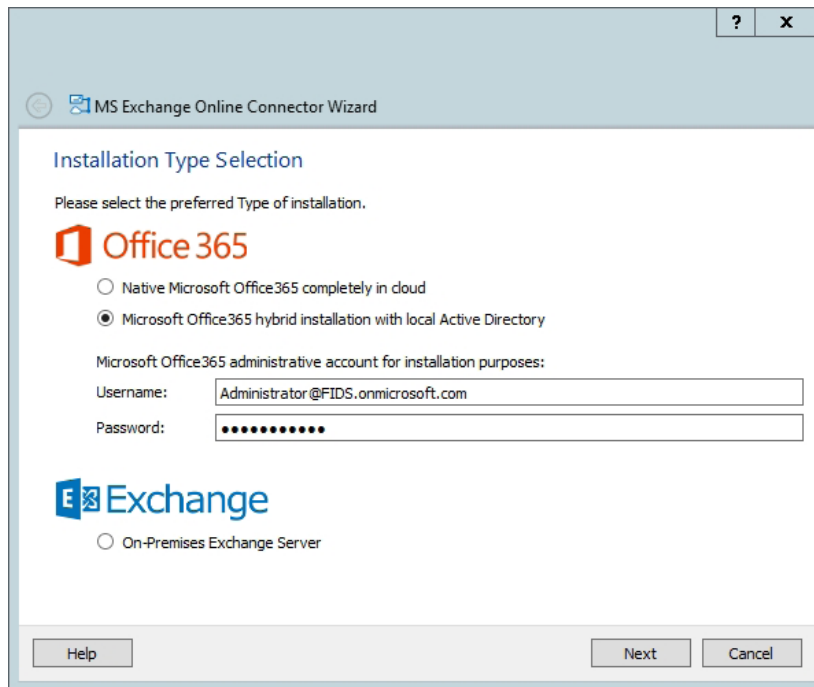 ? x
MS Exchange Online Connector Wizard
Installation Type Selection
Please select the preferred Type of installation.
Office 365
Native Microsoft Office365 completely in cloud
Microsoft Office365 hybrid installation with local Active Directory
Microsoft Office365 administrative account for installation purposes:
Username: Administrator@FIDS.onmicrosoft.com
Password: ●●●●●●●●●●●
E Exchange
On-Premises Exchange Server
Help Next Cancel